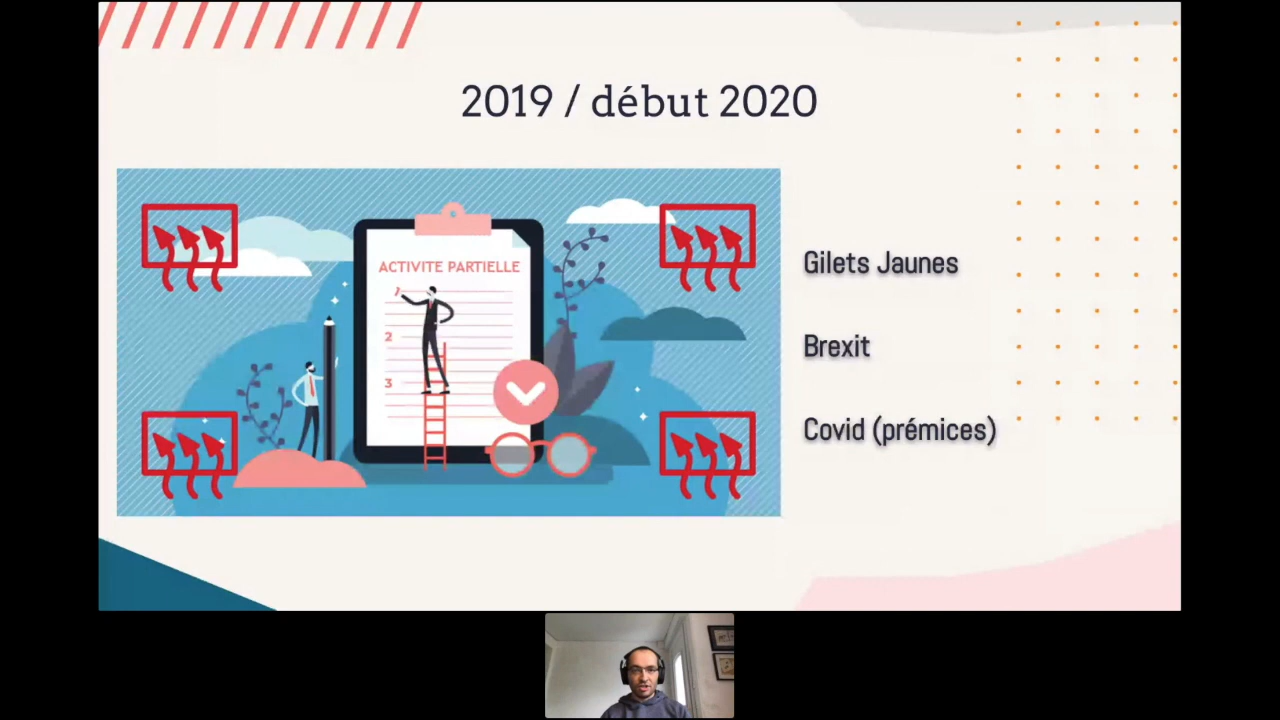 2019 / début 2020
ACTIVITE PARTIELLE
1
2
3
Gilets Jaunes
Brexit
Covid (prémices)